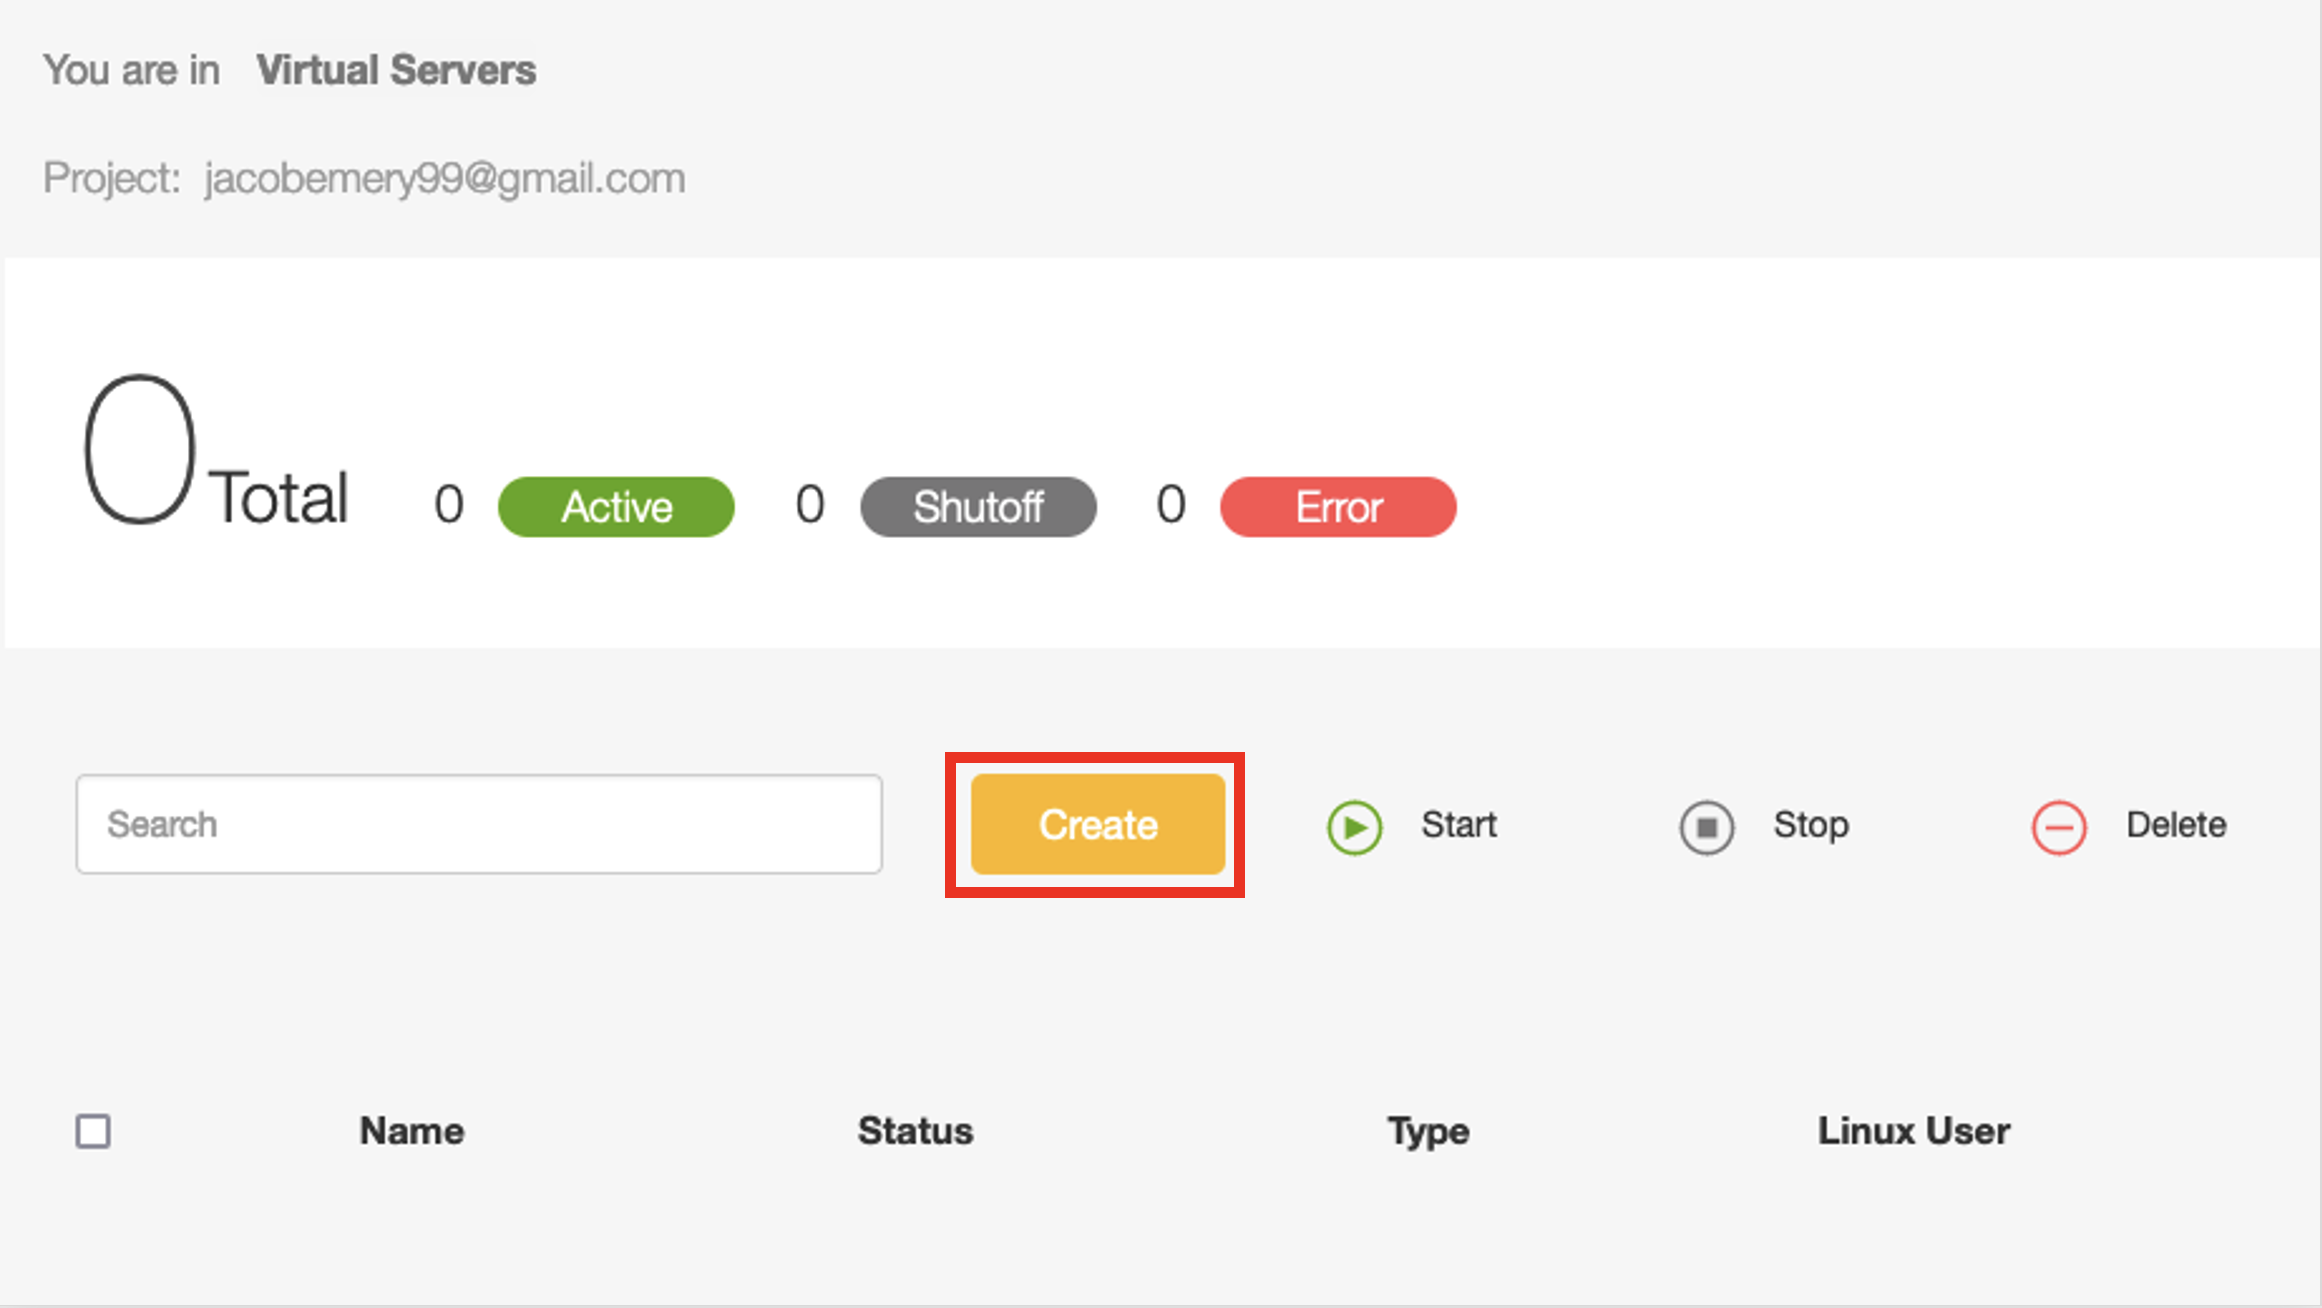 You are in Virtual Servers
Project: jacobemery99@gmail.com
0 Total 0 Active 0 Shutoff 0 Error
Search Create Start Stop Delete
Name Status Type Linux User